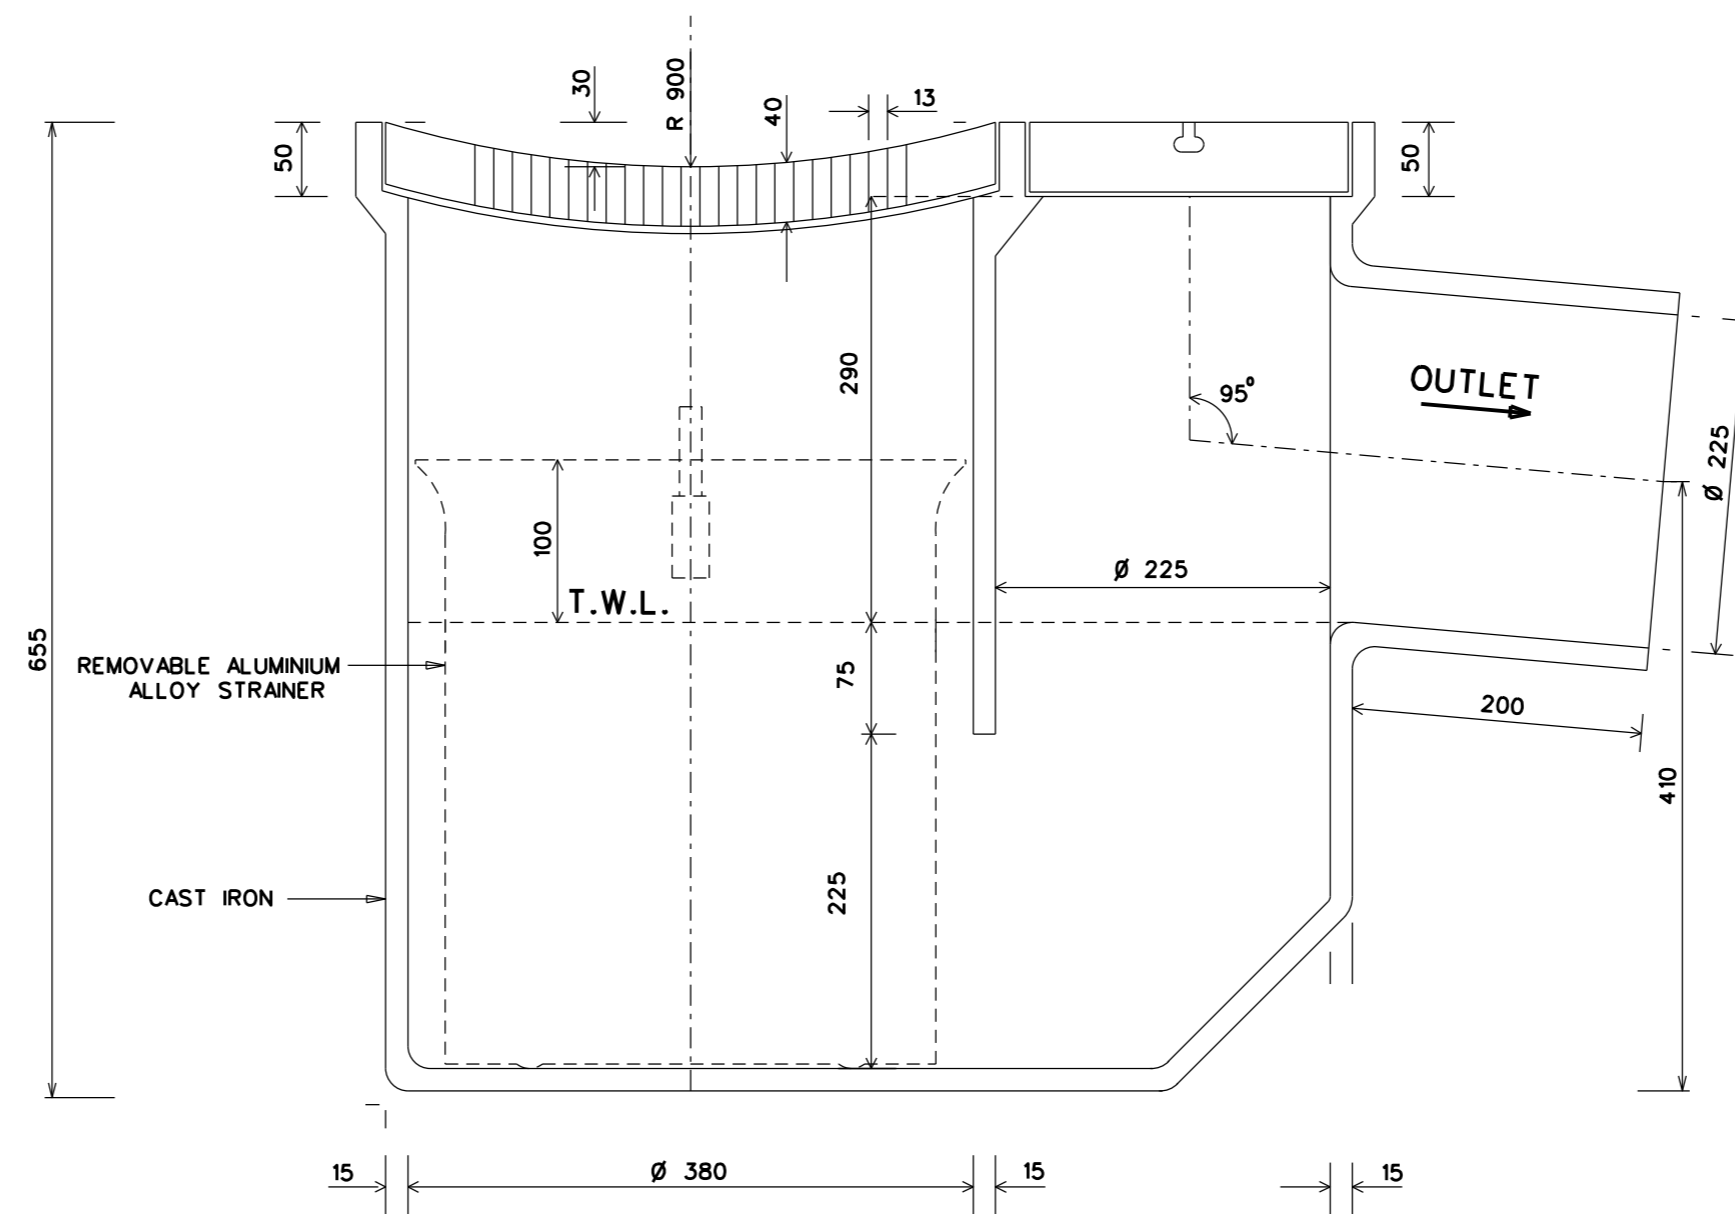 30
R 900
40
13
50
50
290
95°
OUTLET
Ø 225
100
Ø 225
T.W.L.
655
REMOVABLE ALUMINIUM
ALLOY STRAINER
75
200
410
CAST IRON
225
15
Ø 380
15
15